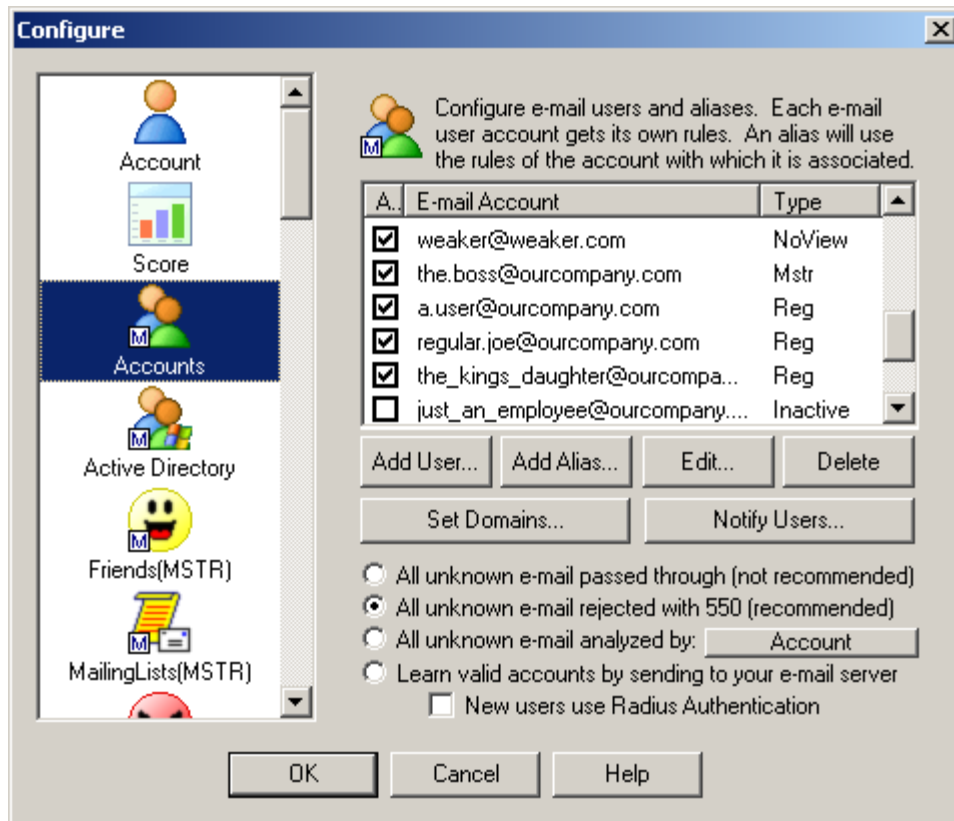 Configure
Account
Score
M
Accounts
M
Active Directory
M
Friends(MSTR)
M
MailingLists(MSTR)
M
Configure e-mail users and aliases. Each e-mail
user account gets its own rules. An alias will use
the rules of the account with which it is associated.
A.. E-mail Account Type
weaker@weaker.com NoView
the.boss@ourcompany.com Mstr
a.user@ourcompany.com Reg
regular.joe@ourcompany.com Reg
the_kings_daughter@ourcompa... Reg
just_an_employee@ourcompany.... Inactive
Add User... Add Alias... Edit... Delete
Set Domains... Notify Users...
All unknown e-mail passed through (not recommended)
All unknown e-mail rejected with 550 (recommended)
All unknown e-mail analyzed by: Account
Learn valid accounts by sending to your e-mail server
New users use Radius Authentication
OK Cancel Help